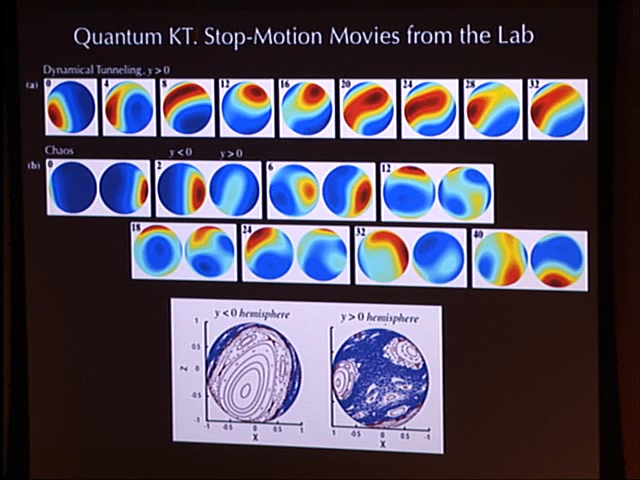 Quantum KT. Stop-Motion Movies from the Lab
Dynamical Tunneling, y > 0
(a) 0 4 8 12 16 20 24 28 32
Chaos y < 0 y > 0
(b) 0 2 6 12
18 24 32 40
y < 0 hemisphere y > 0 hemisphere
1
0.5
Z 0
-0.5
-1
-1 -0.5 0 0.5 1 1 0.5 0 -0.5 -1
X X